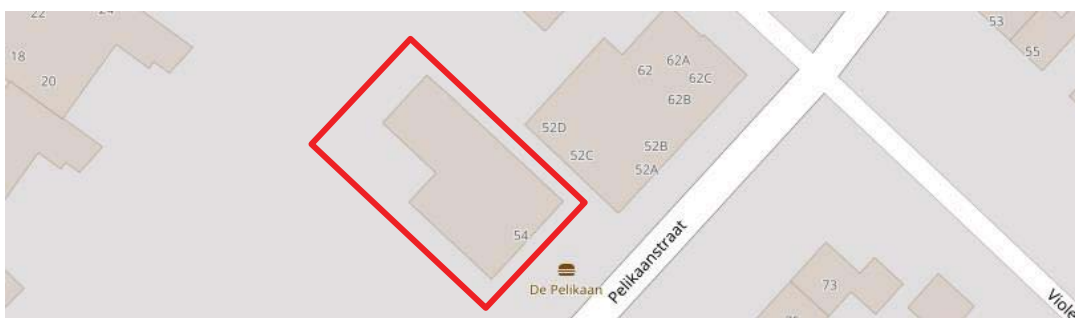 22
24
18
20
53
55
62
62A
62C
62B
52D
52C
52B
52A
54
De Pelikaan
Pelikaanstraat
73
Viole